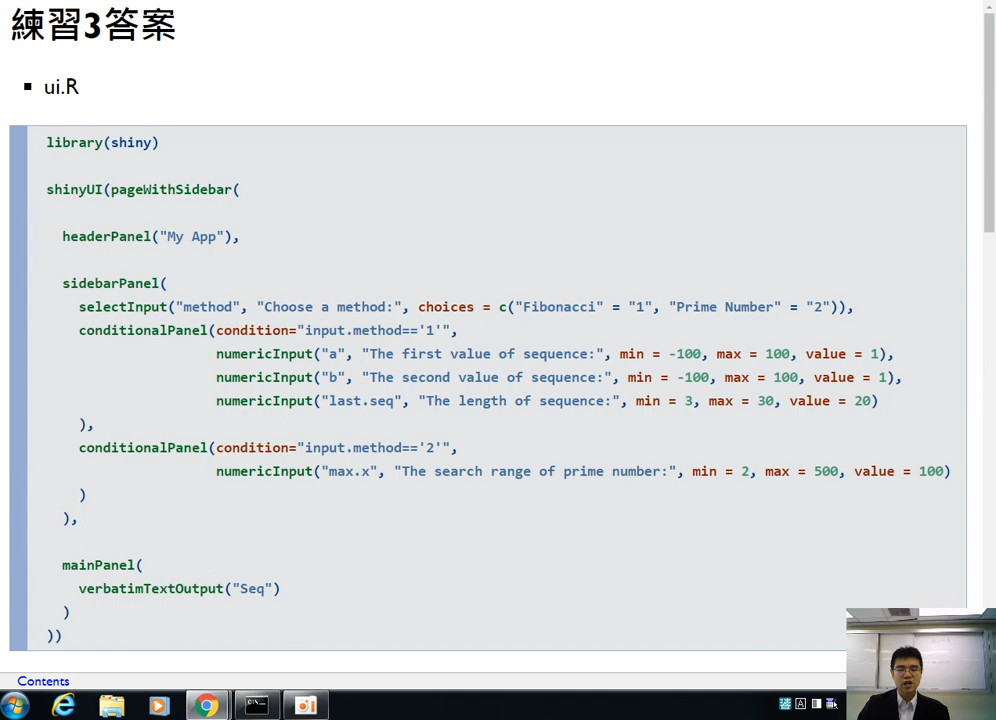 練習3答案
▪ ui.R
library(shiny)
shinyUI(pageWithSidebar(
headerPanel("My App"),
sidebarPanel(
selectInput("method", "Choose a method:", choices = c("Fibonacci" = "1", "Prime Number" = "2")),
conditionalPanel(condition="input.method=='1'",
numericInput("a", "The first value of sequence:", min = -100, max = 100, value = 1),
numericInput("b", "The second value of sequence:", min = -100, max = 100, value = 1),
numericInput("last.seq", "The length of sequence:", min = 3, max = 30, value = 20)
),
conditionalPanel(condition="input.method=='2'",
numericInput("max.x", "The search range of prime number:", min = 2, max = 500, value = 100)
)
),
mainPanel(
verbatimTextOutput("Seq")
)
))
Contents